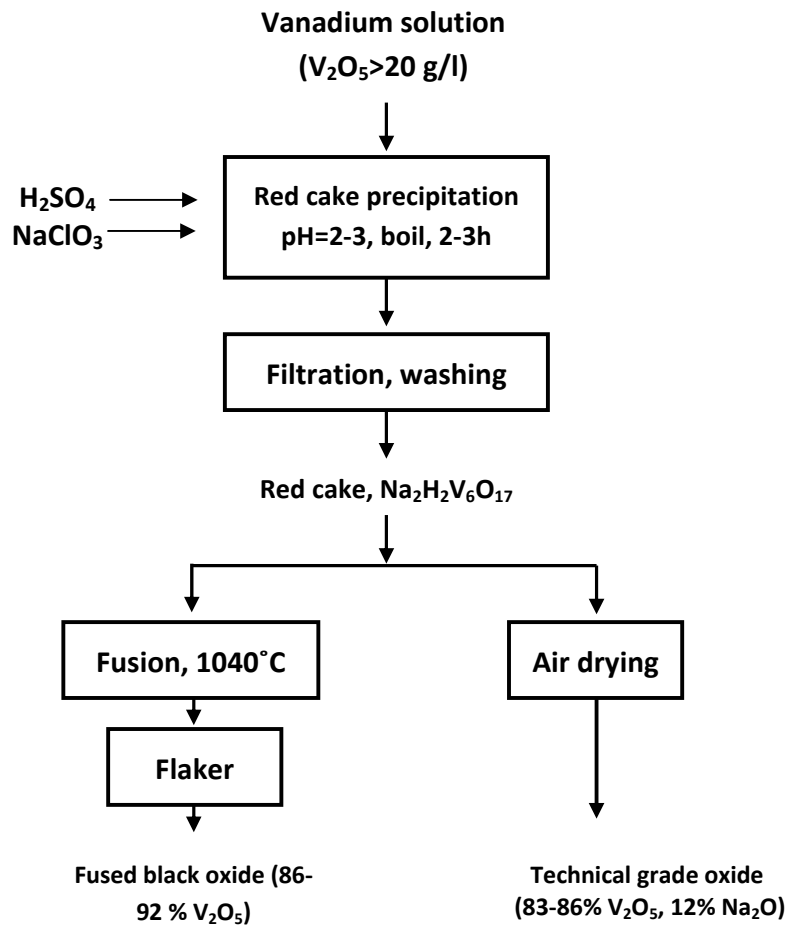 Vanadium solution
(V₂O₅>20 g/l)
H₂SO₄
NaClO₃
Red cake precipitation
pH=2-3, boil, 2-3h
Filtration, washing
Red cake, Na₂H₂V₆O₁₇
Fusion, 1040˚C
Air drying
Flaker
Fused black oxide (86-
92 % V₂O₅)
Technical grade oxide
(83-86% V₂O₅, 12% Na₂O)